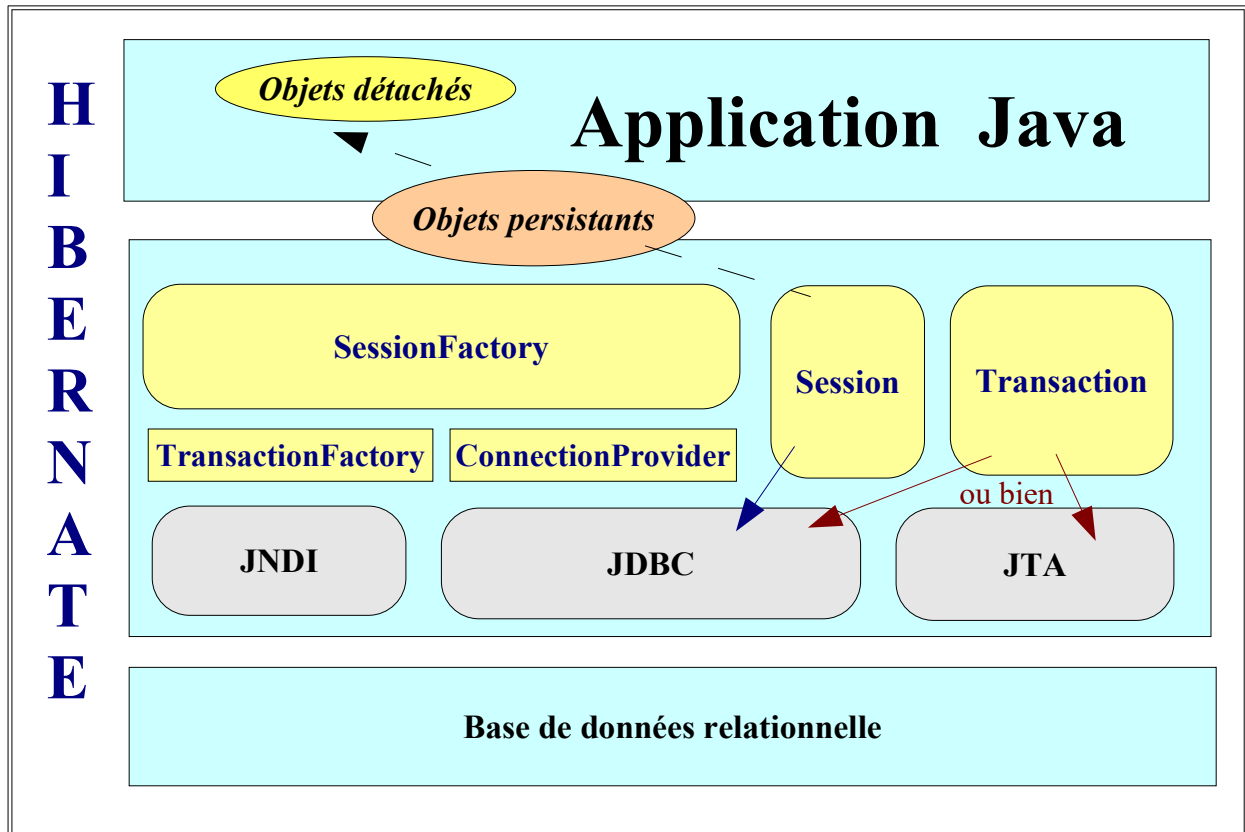 HIBERNATE
Objets détachés
Application Java
Objets persistants
SessionFactory
Session
Transaction
TransactionFactory
ConnectionProvider
ou bien
JNDI
JDBC
JTA
Base de données relationnelle